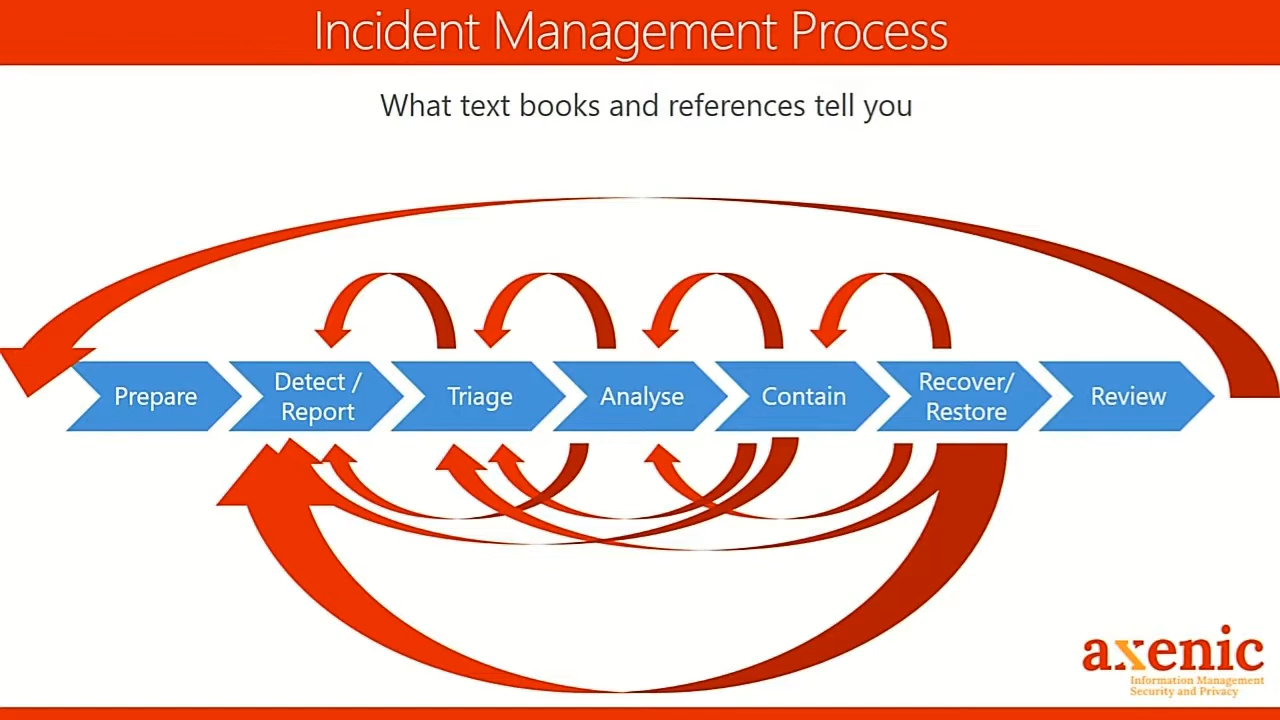 Incident Management Process
What text books and references tell you
Prepare
Detect /
Report
Triage
Analyse
Contain
Recover/
Restore
Review
axenic
Information Management
Security and Privacy